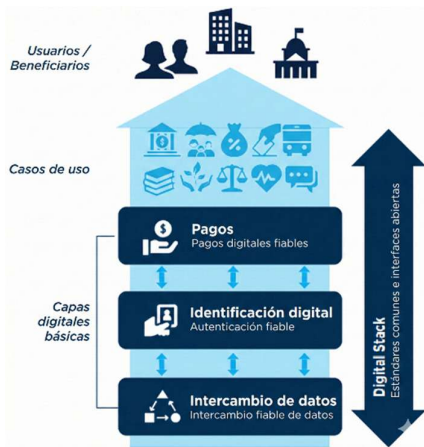 Usuarios /
Beneficiarios
Casos de uso
Pagos
Pagos digitales fiables
Capas
digitales
básicas
Identificación digital
Autenticación fiable
Intercambio de datos
Intercambio fiable de datos
Digital Stack
Estándares comunes e interfaces abiertas